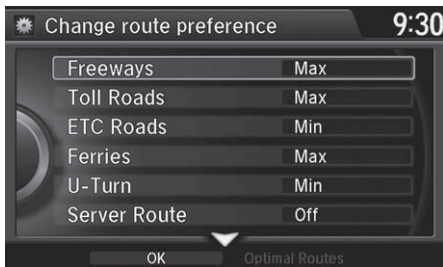 Change route preference 9:30
Freeways Max
Toll Roads Max
ETC Roads Min
Ferries Max
U-Turn Min
Server Route Off
OK Optimal Routes